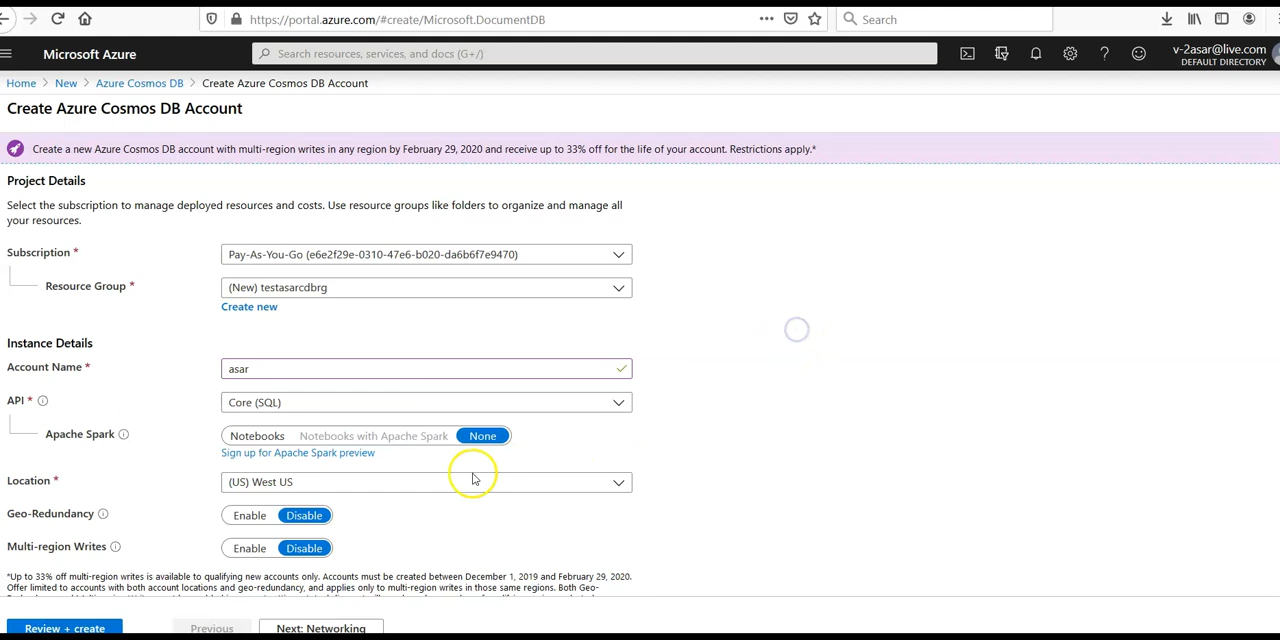 https://portal.azure.com/#create/Microsoft.DocumentDB
Search
Microsoft Azure
Search resources, services, and docs (G+/)
v-2asar@live.com
DEFAULT DIRECTORY
Home > New > Azure Cosmos DB > Create Azure Cosmos DB Account
Create Azure Cosmos DB Account
Create a new Azure Cosmos DB account with multi-region writes in any region by February 29, 2020 and receive up to 33% off for the life of your account. Restrictions apply.*
Project Details
Select the subscription to manage deployed resources and costs. Use resource groups like folders to organize and manage all
your resources.
Subscription *
Pay-As-You-Go (e6e2f29e-0310-47e6-b020-da6b6f7e9470)
Resource Group *
(New) testasarcdbrg
Create new
Instance Details
Account Name *
asar
API *
Core (SQL)
Apache Spark
Notebooks Notebooks with Apache Spark None
Sign up for Apache Spark preview
Location *
(US) West US
Geo-Redundancy
Enable Disable
Multi-region Writes
Enable Disable
*Up to 33% off multi-region writes is available to qualifying new accounts only. Accounts must be created between December 1, 2019 and February 29, 2020.
Offer limited to accounts with both account locations and geo-redundancy, and applies only to multi-region writes in those same regions. Both Geo-
Review + create
Previous
Next: Networking